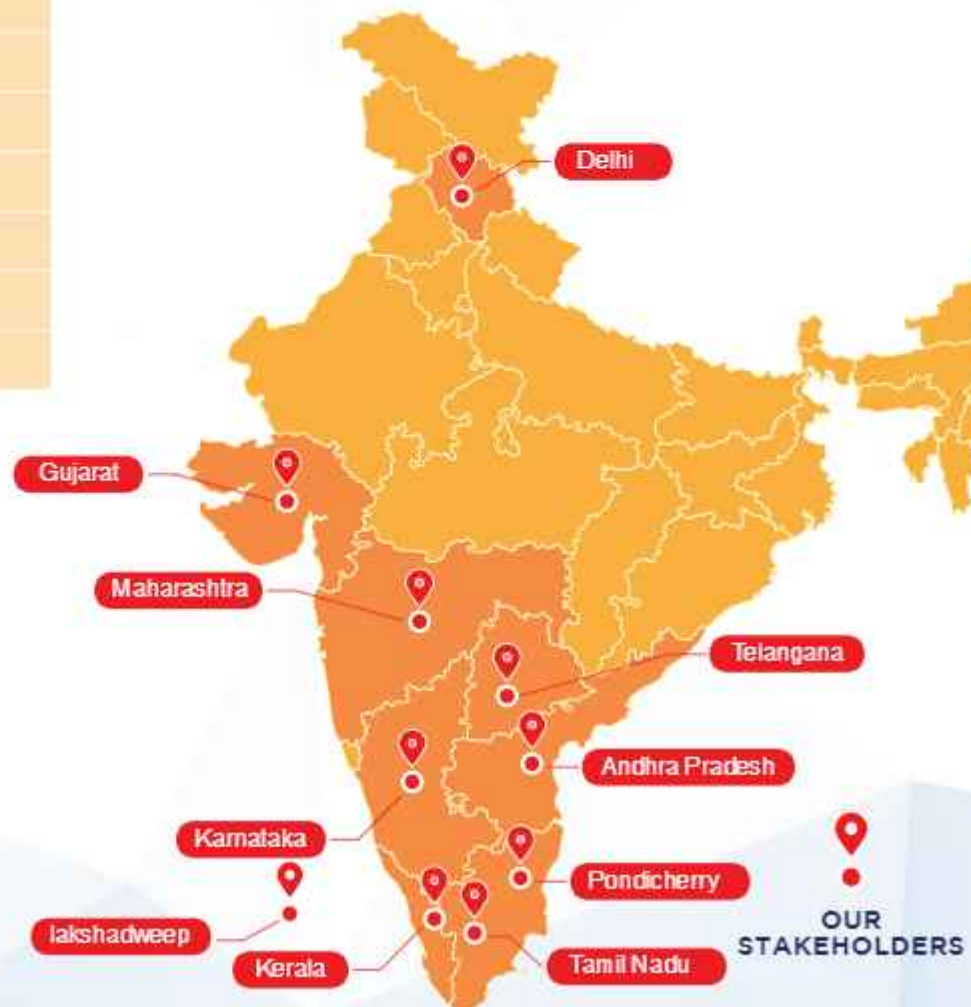 Delhi
Gujarat
Maharashtra
Telangana
Andhra Pradesh
Karnataka
Pondicherry
lakshadweep
Kerala
Tamil Nadu
OUR
STAKEHOLDERS